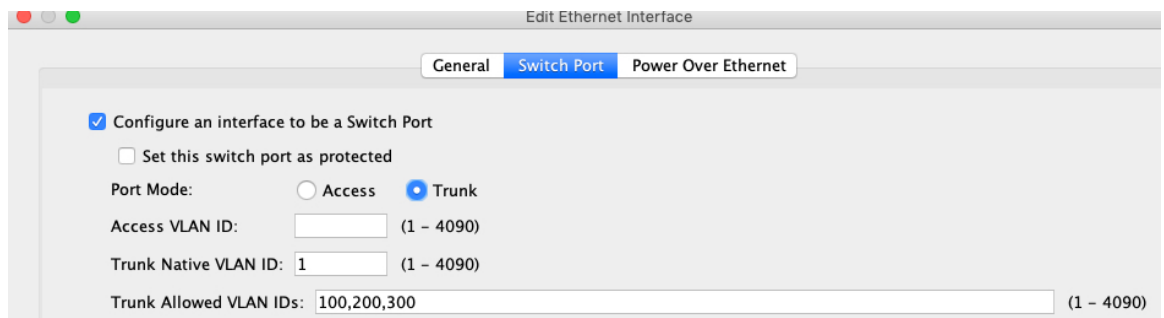 Edit Ethernet Interface
General Switch Port Power Over Ethernet
Configure an interface to be a Switch Port
Set this switch port as protected
Port Mode: Access Trunk
Access VLAN ID: (1 – 4090)
Trunk Native VLAN ID: 1 (1 – 4090)
Trunk Allowed VLAN IDs: 100,200,300 (1 – 4090)